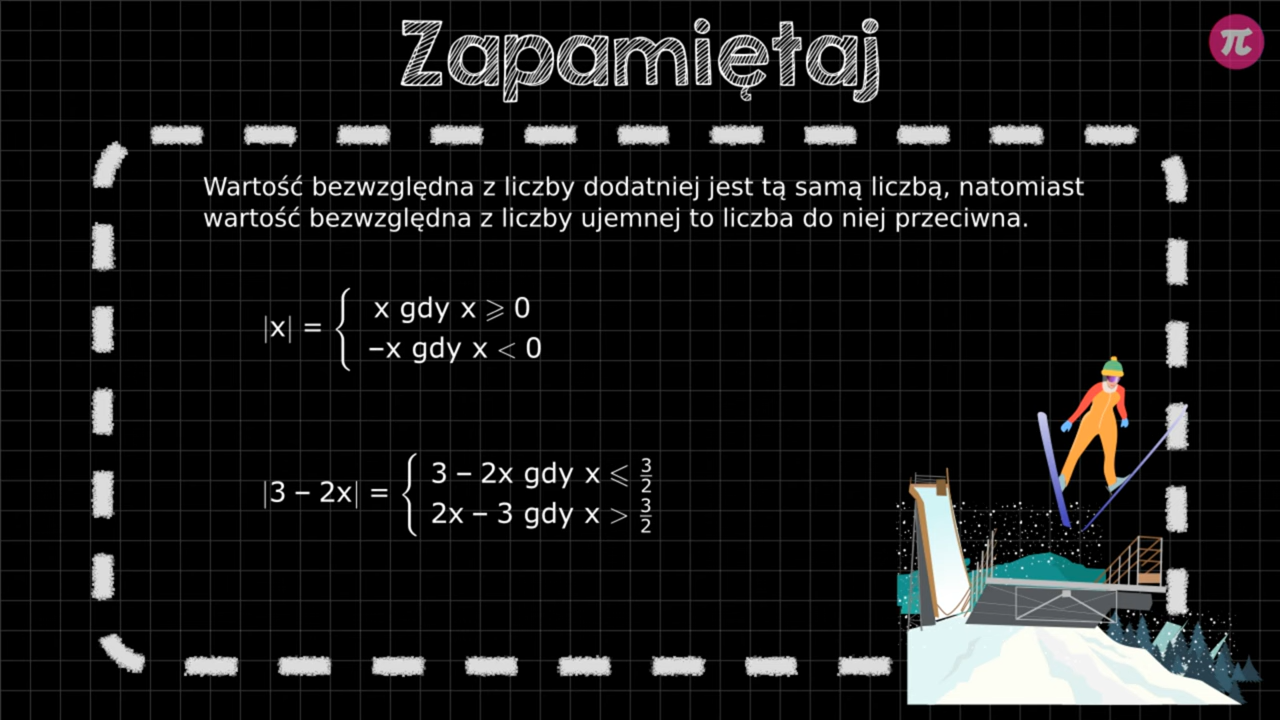 Zapamiętaj
π
Wartość bezwzględna z liczby dodatniej jest tą samą liczbą, natomiast
wartość bezwzględna z liczby ujemnej to liczba do niej przeciwna.
|x| = { x gdy x ⩾ 0
−x gdy x < 0
|3 − 2x| = { 3 − 2x gdy x ⩽ 3/2
2x − 3 gdy x > 3/2